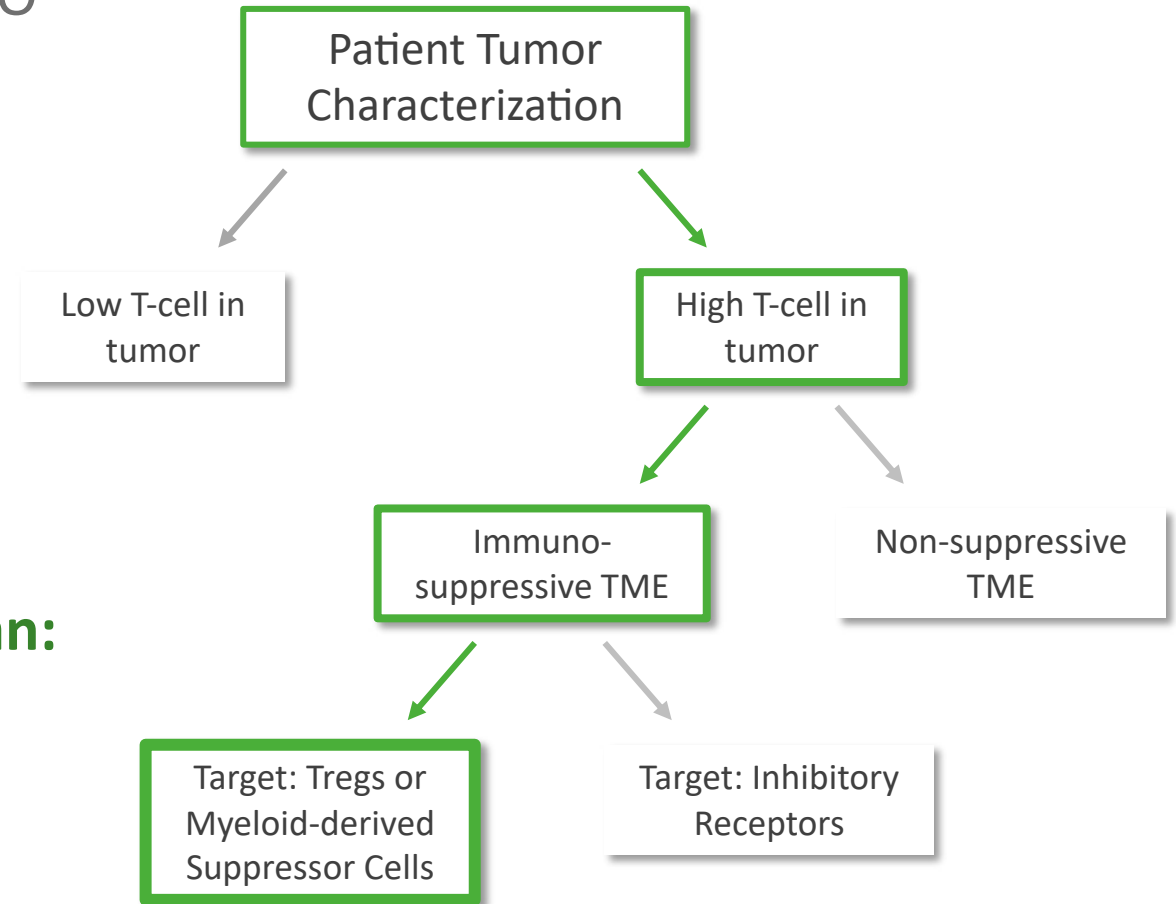 Patient Tumor
Characterization
Low T-cell in
tumor
High T-cell in
tumor
Immuno-
suppressive TME
Non-suppressive
TME
Target: Tregs or
Myeloid-derived
Suppressor Cells
Target: Inhibitory
Receptors